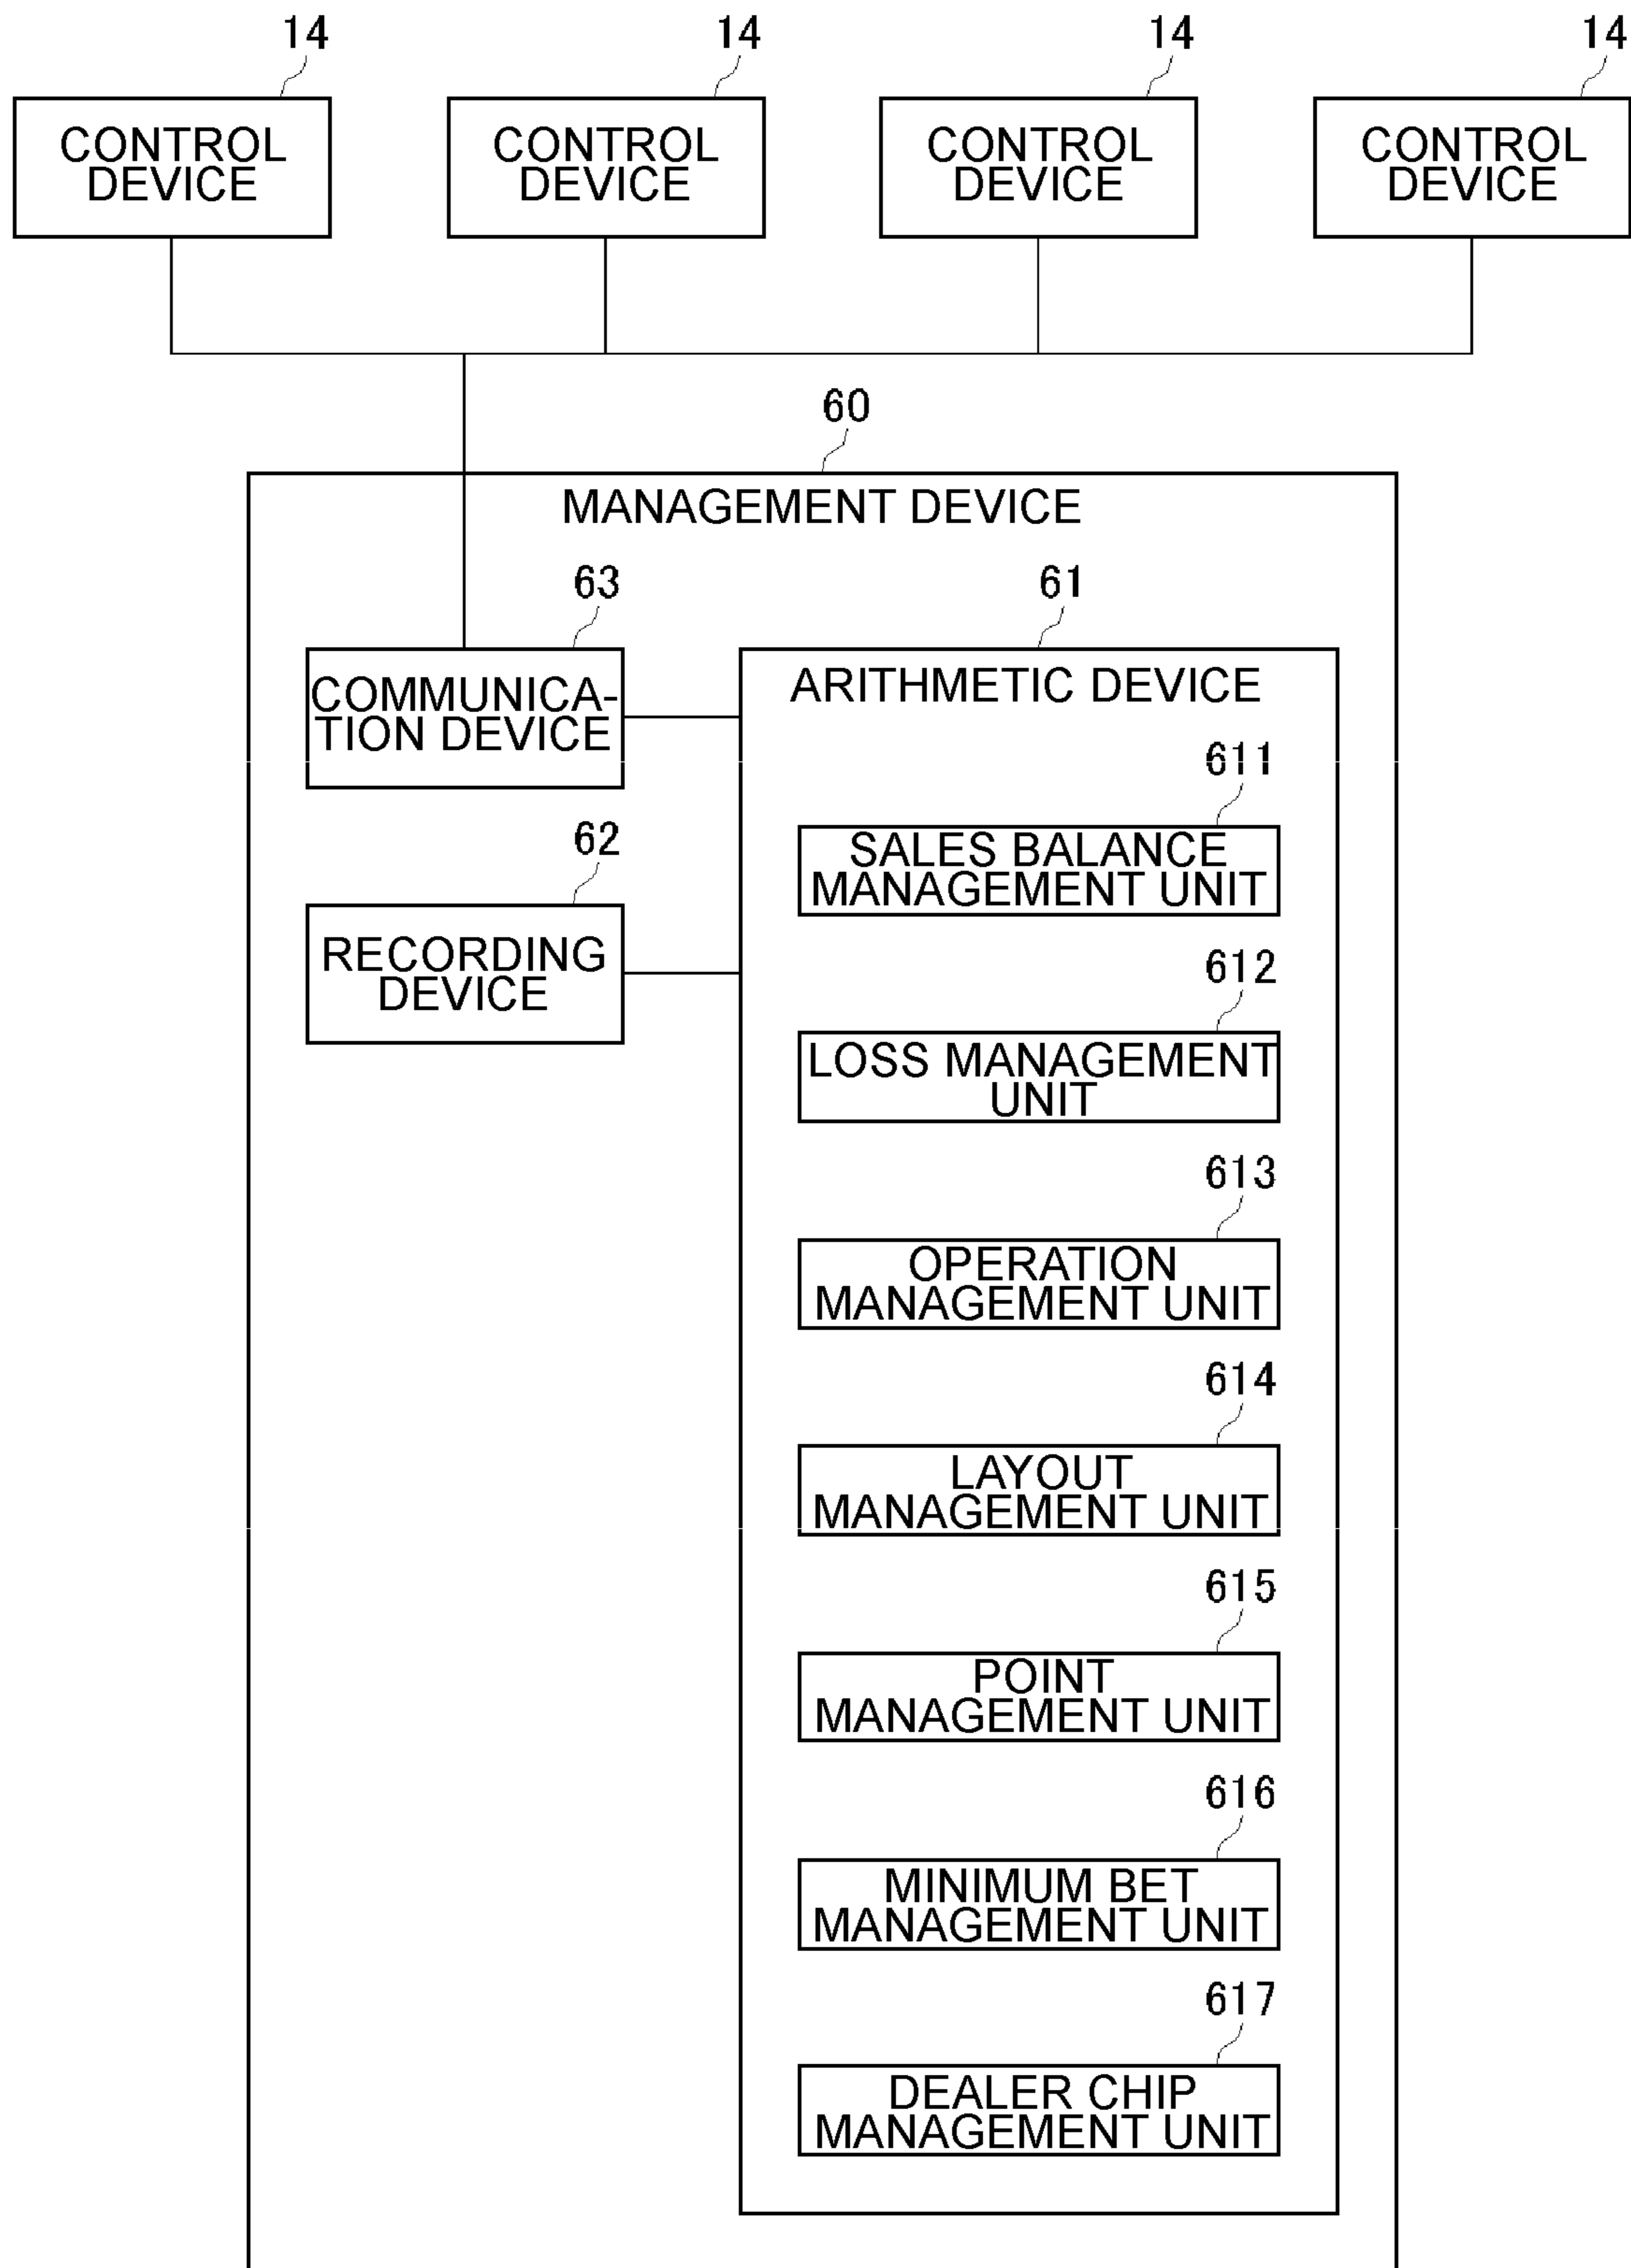 14
14
14
14
CONTROL
DEVICE
CONTROL
DEVICE
CONTROL
DEVICE
CONTROL
DEVICE
60
MANAGEMENT DEVICE
63
COMMUNICA-
TION DEVICE
62
RECORDING
DEVICE
61
ARITHMETIC DEVICE
611
SALES BALANCE
MANAGEMENT UNIT
612
LOSS MANAGEMENT
UNIT
613
OPERATION
MANAGEMENT UNIT
614
LAYOUT
MANAGEMENT UNIT
615
POINT
MANAGEMENT UNIT
616
MINIMUM BET
MANAGEMENT UNIT
617
DEALER CHIP
MANAGEMENT UNIT